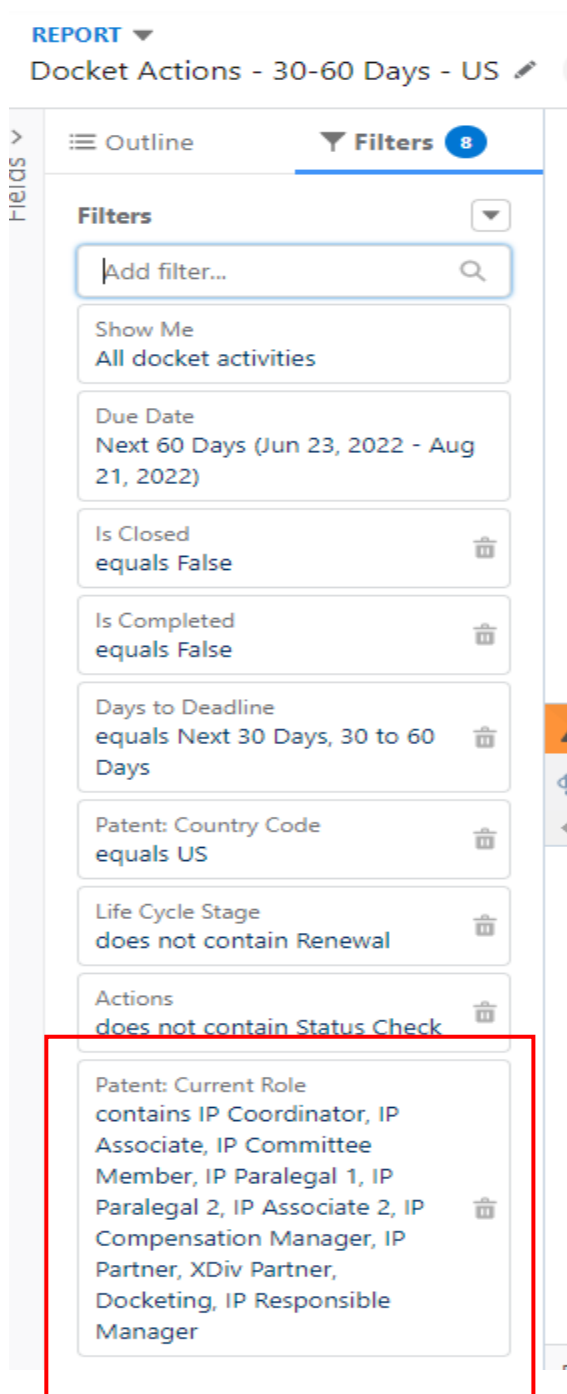 REPORT
Docket Actions - 30-60 Days - US
Fields
Outline
Filters 8
Filters
Add filter...
Show Me
All docket activities
Due Date
Next 60 Days (Jun 23, 2022 - Aug
21, 2022)
Is Closed
equals False
Is Completed
equals False
Days to Deadline
equals Next 30 Days, 30 to 60
Days
Patent: Country Code
equals US
Life Cycle Stage
does not contain Renewal
Actions
does not contain Status Check
Patent: Current Role
contains IP Coordinator, IP
Associate, IP Committee
Member, IP Paralegal 1, IP
Paralegal 2, IP Associate 2, IP
Compensation Manager, IP
Partner, XDiv Partner,
Docketing, IP Responsible
Manager